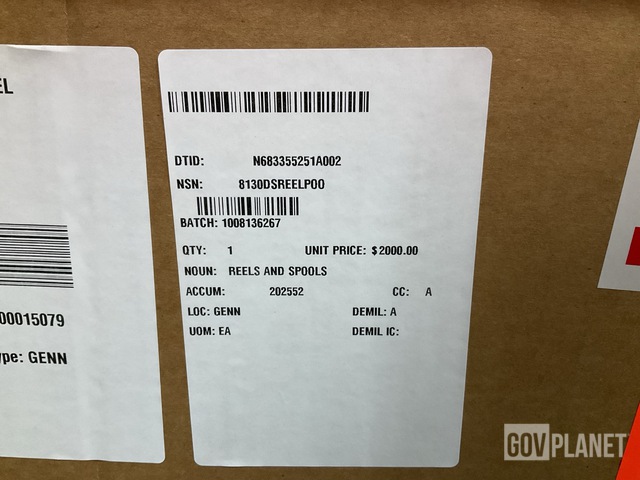 EL
00015079
ype: GENN
DTID: N683355251A002
NSN: 8130DSREELPOO
BATCH: 1008136267
QTY: 1 UNIT PRICE: $2000.00
NOUN: REELS AND SPOOLS
ACCUM: 202552 CC: A
LOC: GENN DEMIL: A
UOM: EA DEMIL IC:
GOVPLANET